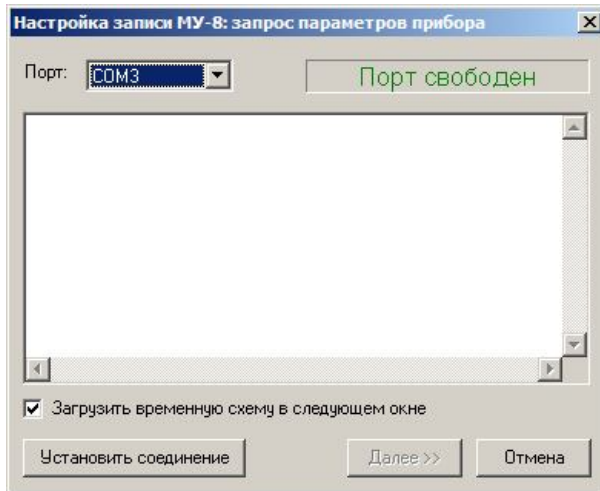 Настройка записи МУ-8: запрос параметров прибора
Порт: COM3 Порт свободен
Загрузить временную схему в следующем окне
Установить соединение Далее >> Отмена